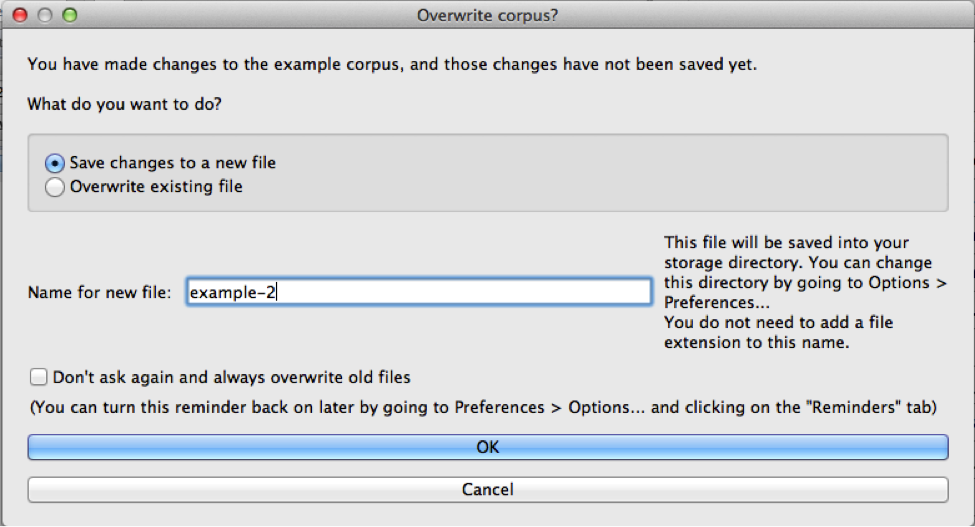 Overwrite corpus?
You have made changes to the example corpus, and those changes have not been saved yet.
What do you want to do?
Save changes to a new file
Overwrite existing file
Name for new file:
example-2
This file will be saved into your
storage directory. You can change
this directory by going to Options >
Preferences...
You do not need to add a file
extension to this name.
Don't ask again and always overwrite old files
(You can turn this reminder back on later by going to Preferences > Options... and clicking on the "Reminders" tab)
OK
Cancel